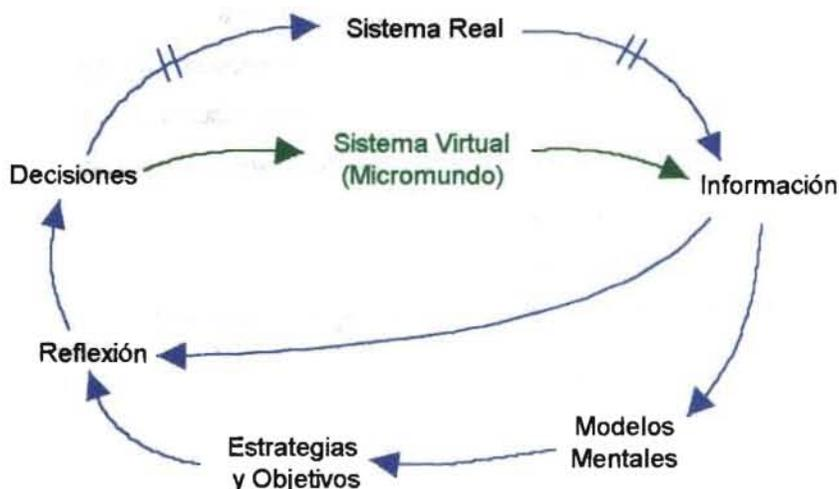 Sistema Real
Sistema Virtual
(Micromundo)
Decisiones
Información
Reflexión
Modelos
Mentales
Estrategias
y Objetivos